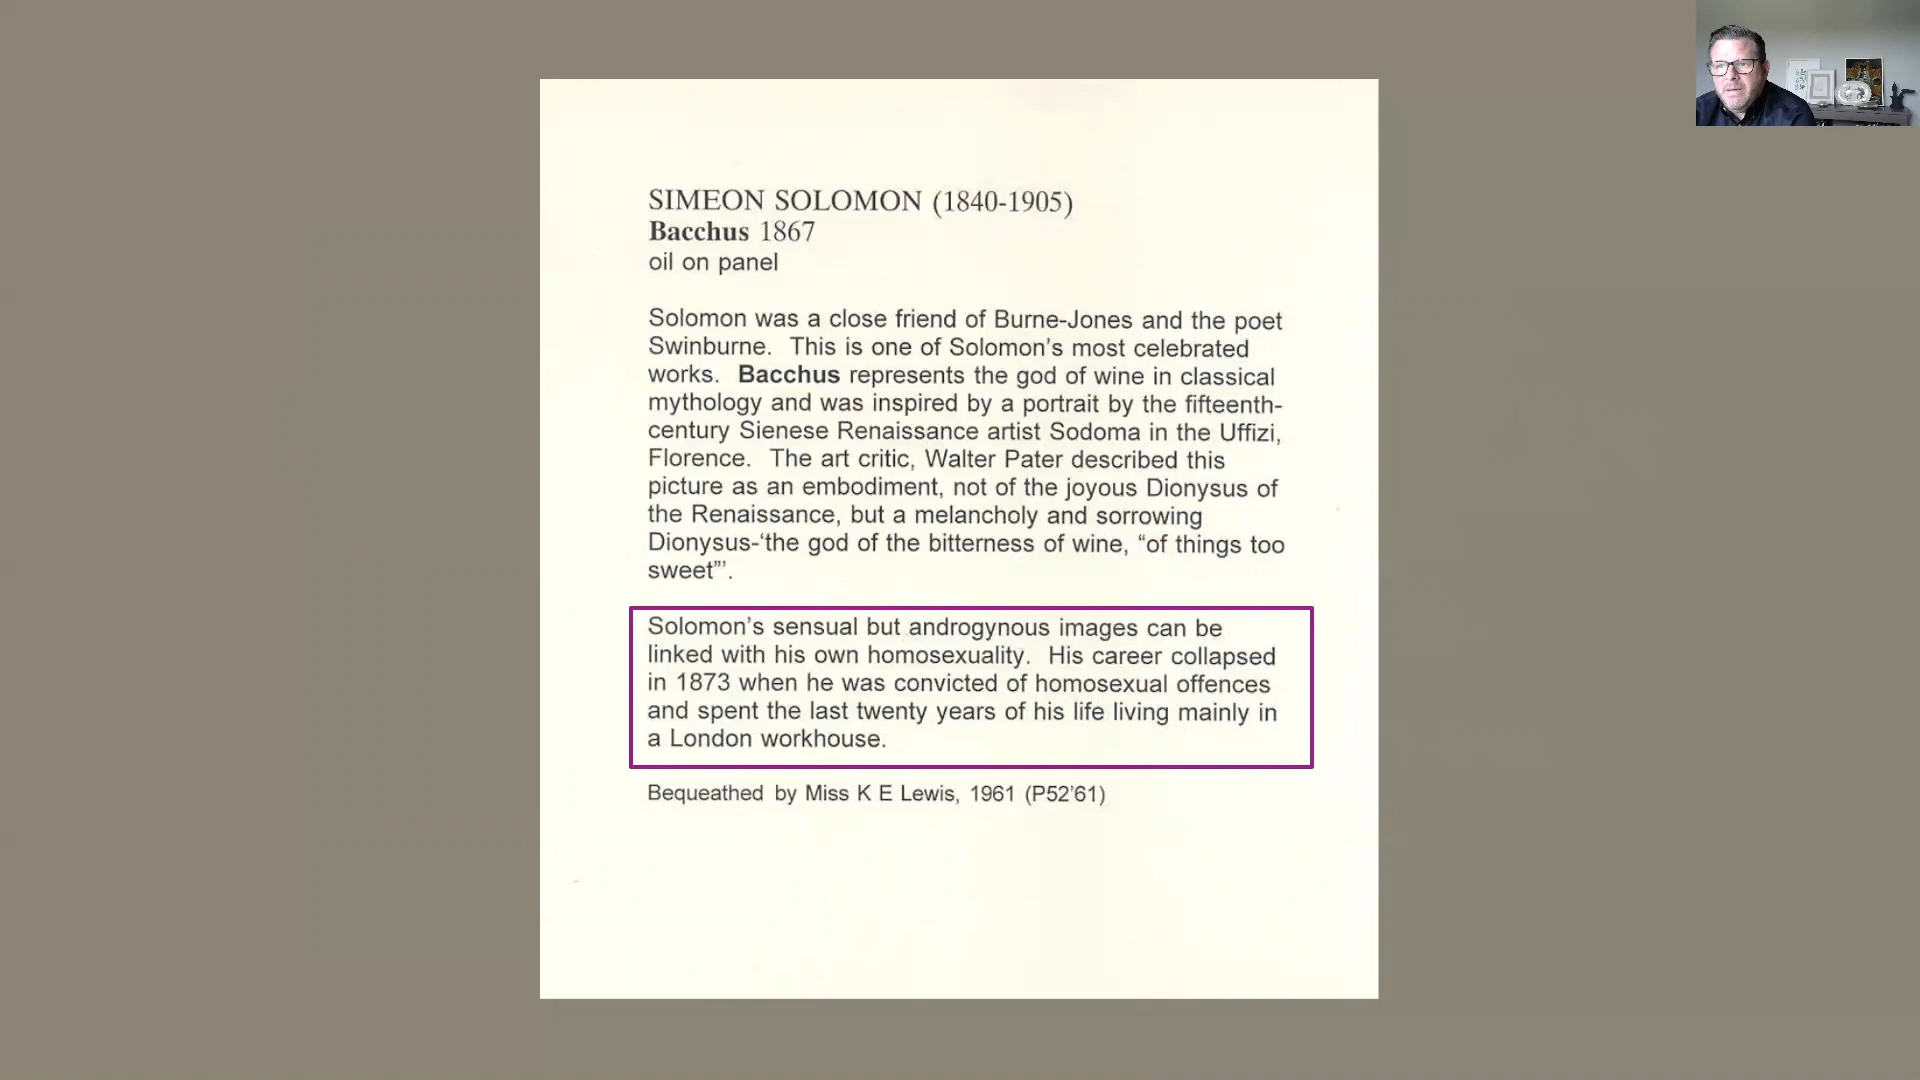 SIMEON SOLOMON (1840-1905)
Bacchus 1867
oil on panel
Solomon was a close friend of Burne-Jones and the poet
Swinburne. This is one of Solomon's most celebrated
works. Bacchus represents the god of wine in classical
mythology and was inspired by a portrait by the fifteenth-
century Sienese Renaissance artist Sodoma in the Uffizi,
Florence. The art critic, Walter Pater described this
picture as an embodiment, not of the joyous Dionysus of
the Renaissance, but a melancholy and sorrowing
Dionysus-‘the god of the bitterness of wine, “of things too
sweet”’.
Solomon's sensual but androgynous images can be
linked with his own homosexuality. His career collapsed
in 1873 when he was convicted of homosexual offences
and spent the last twenty years of his life living mainly in
a London workhouse.
Bequeathed by Miss K E Lewis, 1961 (P52'61)